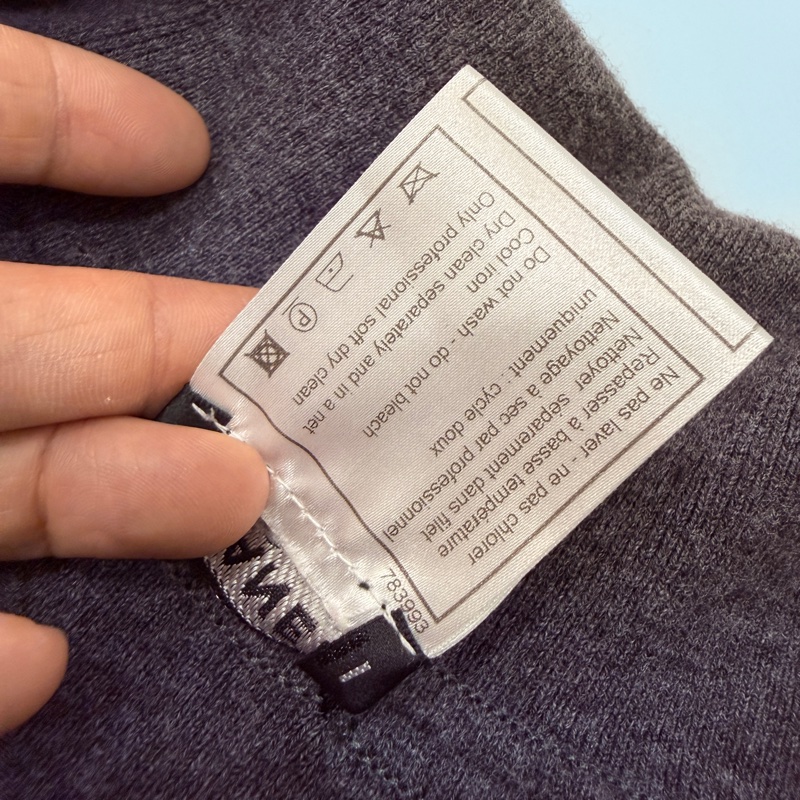 Ne pas laver - ne pas chlorer
Repasser à basse température
Nettoyer séparément dans filet
Nettoyage à sec par professionnel
uniquement : cycle doux
Do not wash - do not bleach
Cool iron
Dry clean separately and in a net
Only professional soft dry clean
P
783993